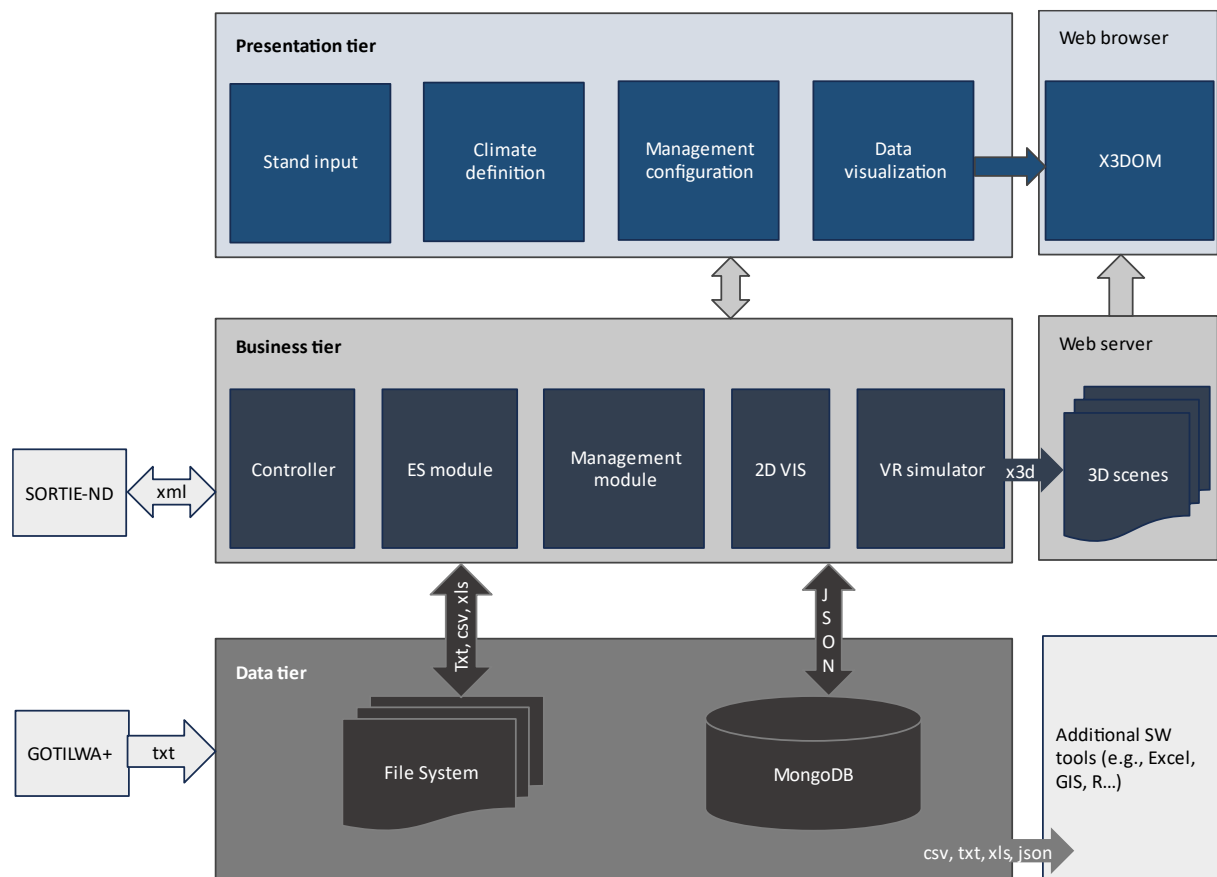 Presentation tier
Web browser
Stand input
Climate
definition
Management
configuration
Data
visualization
X3DOM
Business tier
Web server
Controller
ES module
Management
module
2D VIS
VR simulator
x3d
3D scenes
SORTIE-ND
xml
Txt, csv, xls
JSON
Data tier
GOTILWA+
txt
File System
MongoDB
Additional SW
tools (e.g., Excel,
GIS, R...)
csv, txt, xls, json